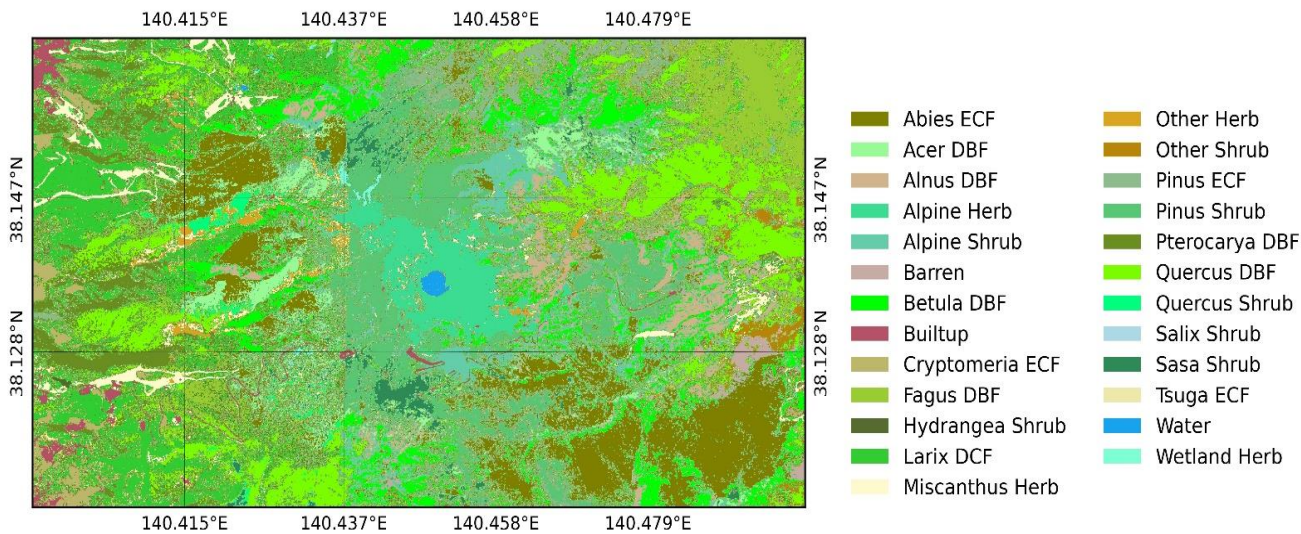 140.415°E 140.437°E 140.458°E 140.479°E
38.147°N
38.128°N
38.147°N
38.128°N
140.415°E 140.437°E 140.458°E 140.479°E
Abies ECF
Acer DBF
Alnus DBF
Alpine Herb
Alpine Shrub
Barren
Betula DBF
Builtup
Cryptomeria ECF
Fagus DBF
Hydrangea Shrub
Larix DCF
Miscanthus Herb
Other Herb
Other Shrub
Pinus ECF
Pinus Shrub
Pterocarya DBF
Quercus DBF
Quercus Shrub
Salix Shrub
Sasa Shrub
Tsuga ECF
Water
Wetland Herb